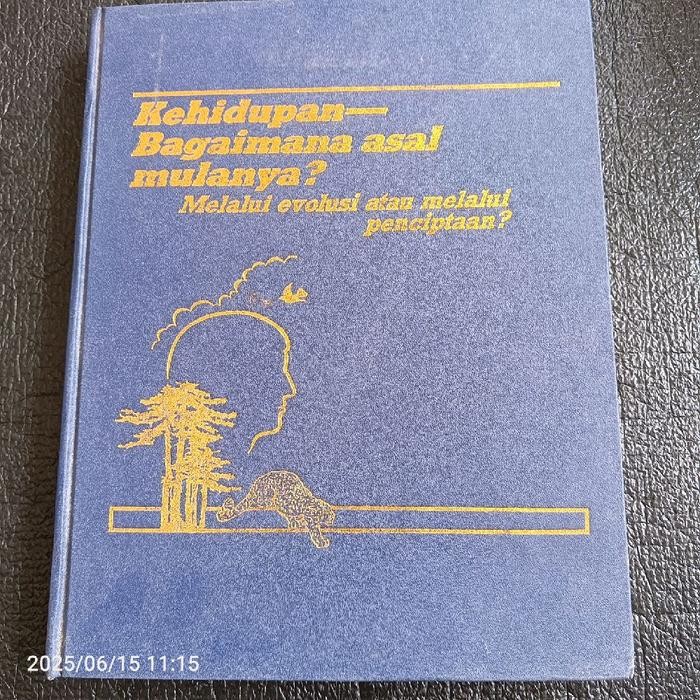 Kehidupan—
Bagaimana asal
mulanya?
Melalui evolusi atau melalui
penciptaan?
2025/06/15 11:15